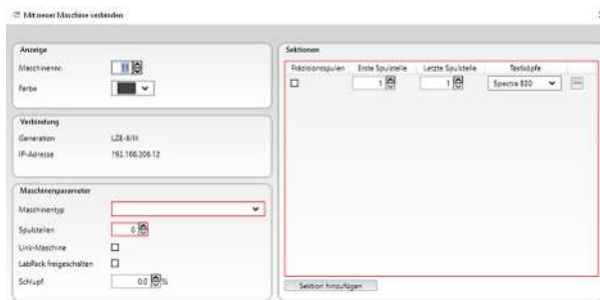 Mit neuer Maschine verbinden
Anzeige
Maschinennr. 11
Farbe
Verbindung
Generation LZE-II/III
IP-Adresse 192.168.206.12
Maschinenparameter
Maschinentyp
Spulstellen 0
Link-Maschine
LabPack freigeschalten
Schlupf 0.0 %
Sektionen
Präzisionsspulen Erste Spulstelle Letzte Spulstelle Testköpfe
1 1 Spectra 830
Sektion hinzufügen